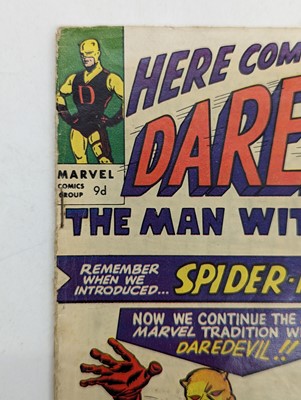 HERE COM
D
DARE
MARVEL
COMICS
GROUP 9d
THE MAN WIT
REMEMBER
WHEN WE
INTRODUCED... SPIDER-
NOW WE CONTINUE THE
MARVEL TRADITION W
DAREDEVIL!!